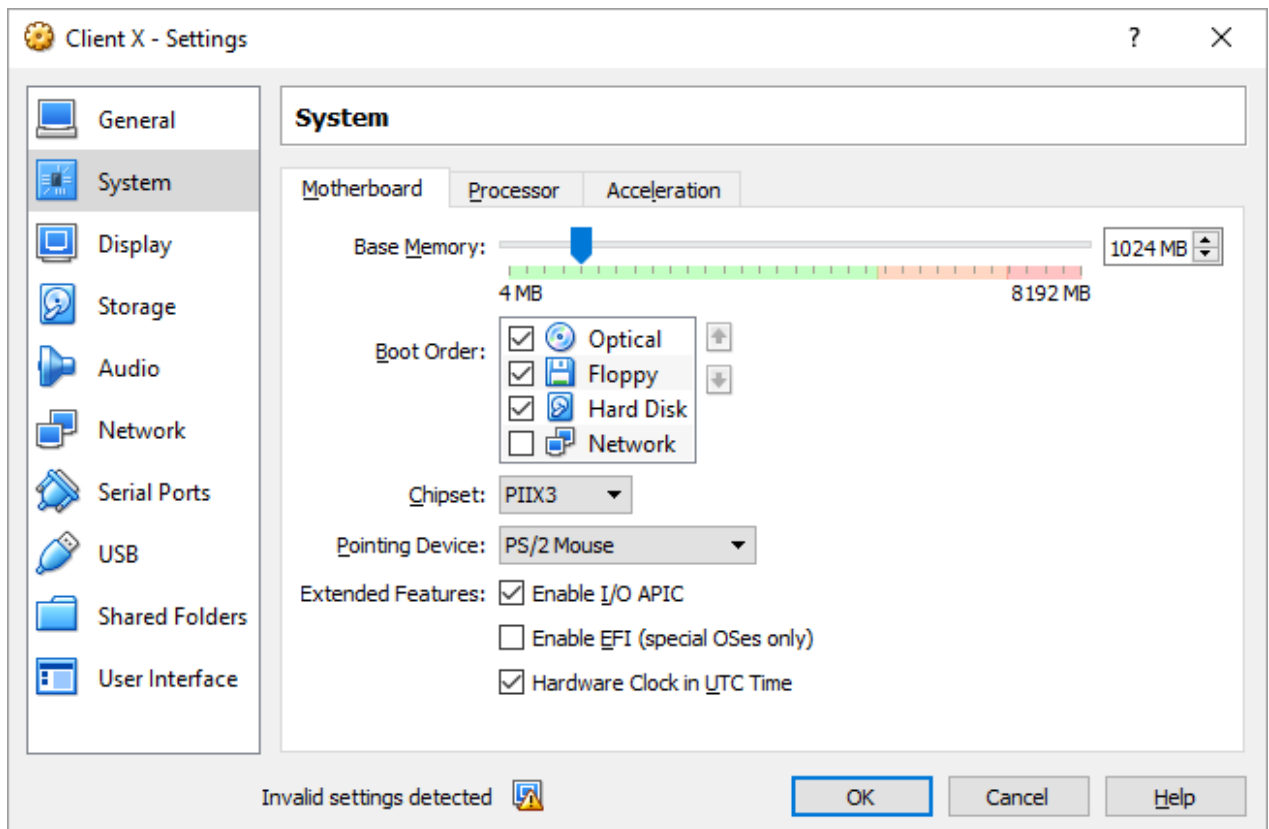 Client X - Settings
?
General
System
Display
Storage
Audio
Network
Serial Ports
USB
Shared Folders
User Interface
System
Motherboard Processor Acceleration
Base Memory: 1024 MB
4 MB 8192 MB
Boot Order:
Optical
Floppy
Hard Disk
Network
Chipset: PIIX3
Pointing Device: PS/2 Mouse
Extended Features: Enable I/O APIC
Enable EFI (special OSes only)
Hardware Clock in UTC Time
Invalid settings detected OK Cancel Help